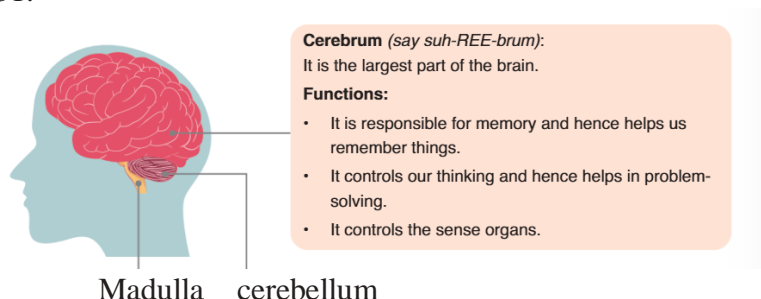 Cerebrum (say suh-REE-brum):
It is the largest part of the brain.
Functions:
• It is responsible for memory and hence helps us
remember things.
• It controls our thinking and hence helps in problem-
solving.
• It controls the sense organs.
Madulla cerebellum